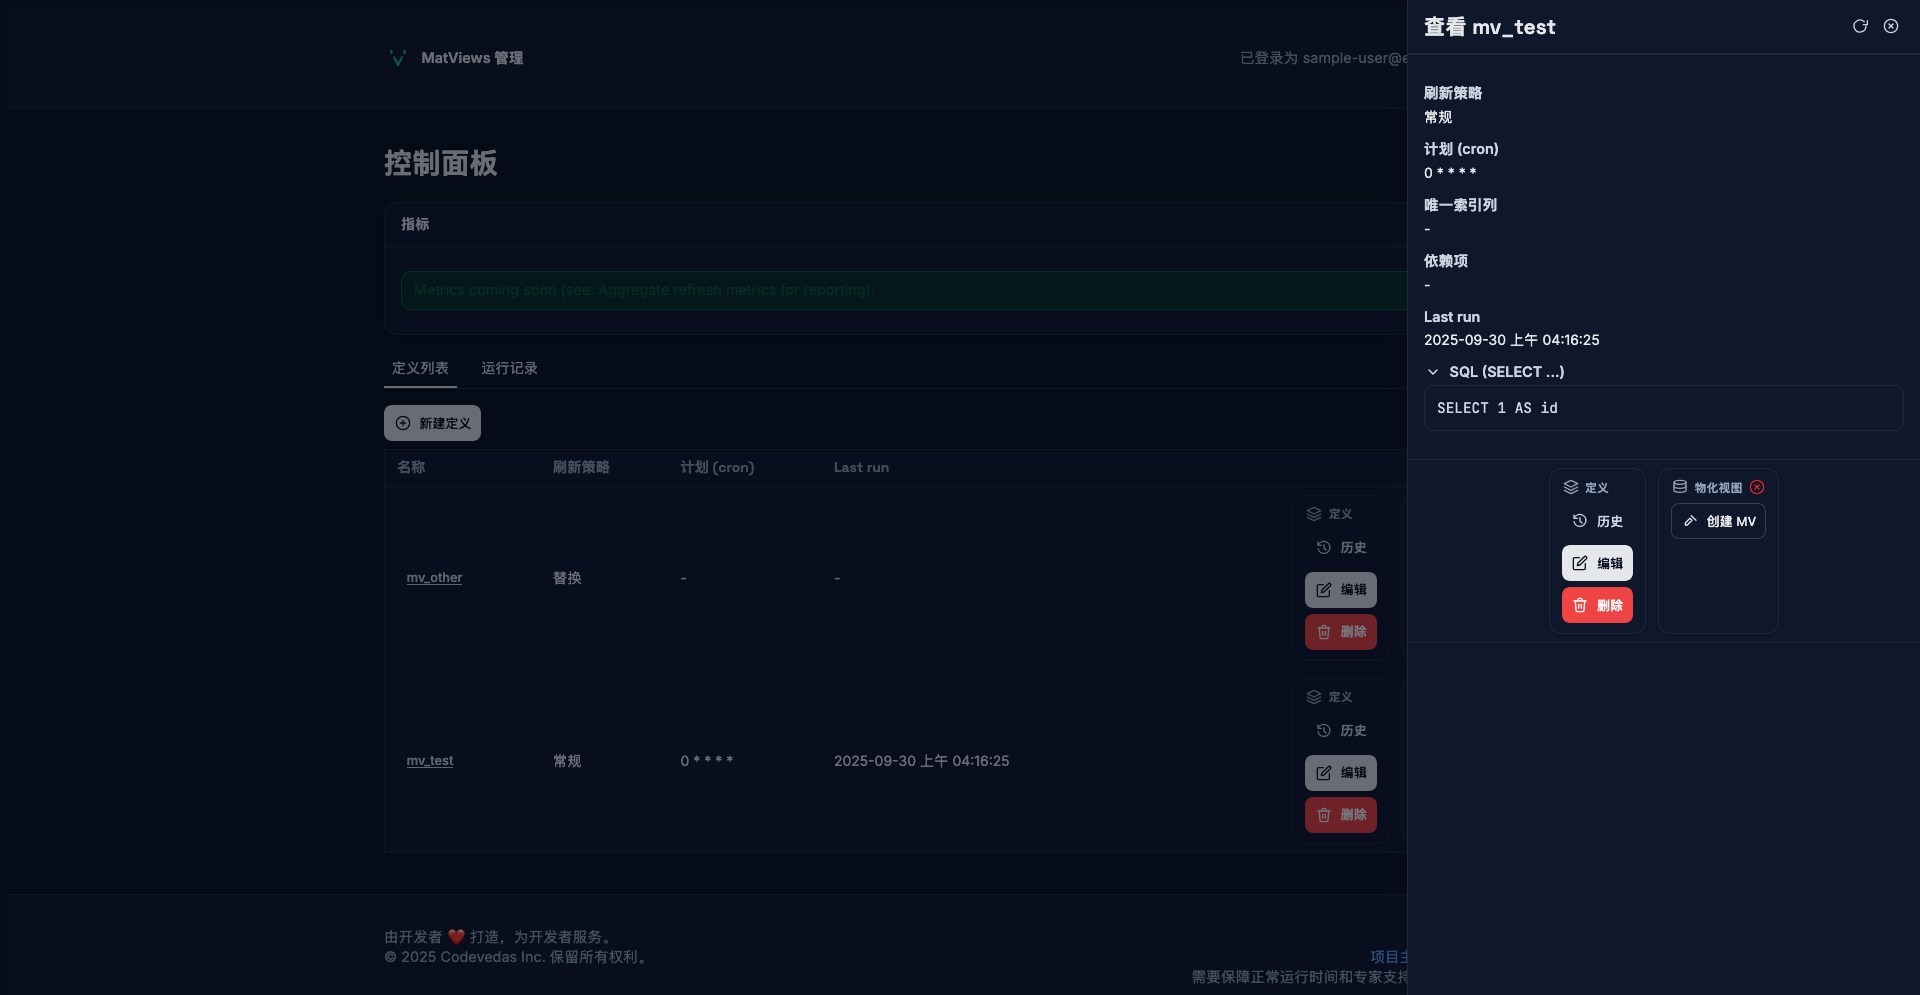 MatViews 管理
已登录为 sample-user@e
控制面板
指标
Metrics coming soon (see: Aggregate refresh metrics for reporting).
定义列表
运行记录
新建定义
名称
刷新策略
计划 (cron)
Last run
mv_other
替换
-
-
定义
历史
编辑
删除
mv_test
常规
0 * * * *
2025-09-30 上午 04:16:25
定义
历史
编辑
删除
由开发者 ❤️ 打造，为开发者服务。
© 2025 Codevedas Inc. 保留所有权利。
项目主
需要保障正常运行时间和专家支持
查看 mv_test
刷新策略
常规
计划 (cron)
0 * * * *
唯一索引列
-
依赖项
-
Last run
2025-09-30 上午 04:16:25
SQL (SELECT …)
SELECT 1 AS id
定义
历史
编辑
删除
物化视图
创建 MV